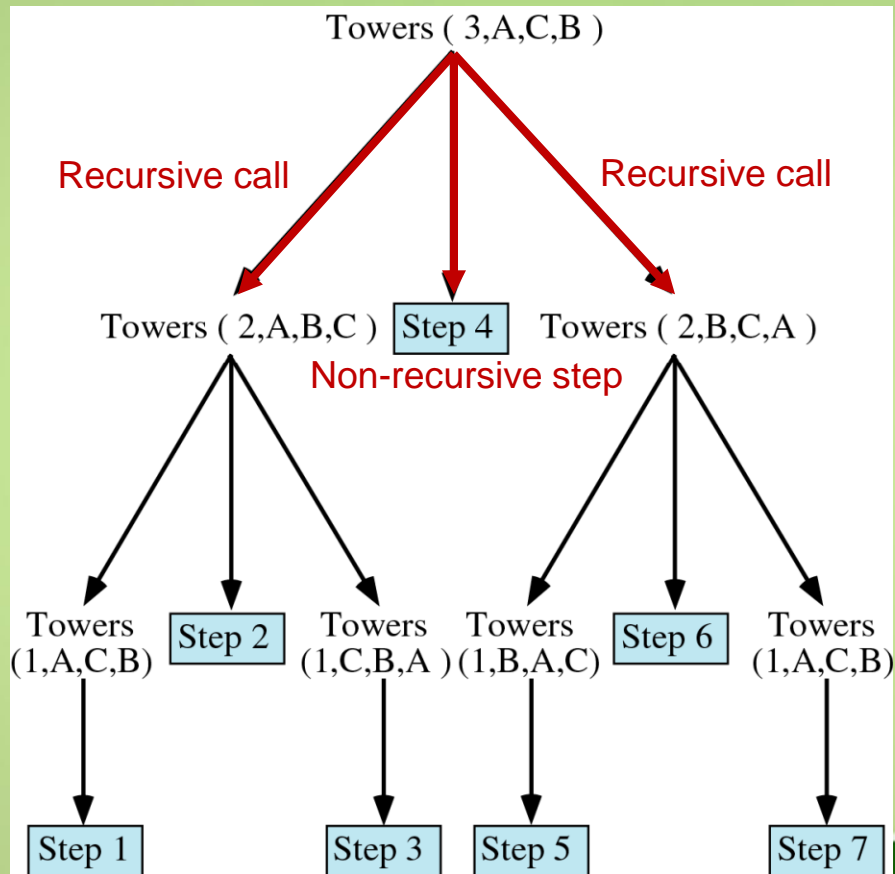 Towers ( 3,A,C,B )
Recursive call
Recursive call
Towers ( 2,A,B,C )
Step 4
Towers ( 2,B,C,A )
Non-recursive step
Towers
(1,A,C,B)
Step 2
Towers
(1,C,B,A )
Towers
(1,B,A,C)
Step 6
Towers
(1,A,C,B)
Step 1
Step 3
Step 5
Step 7